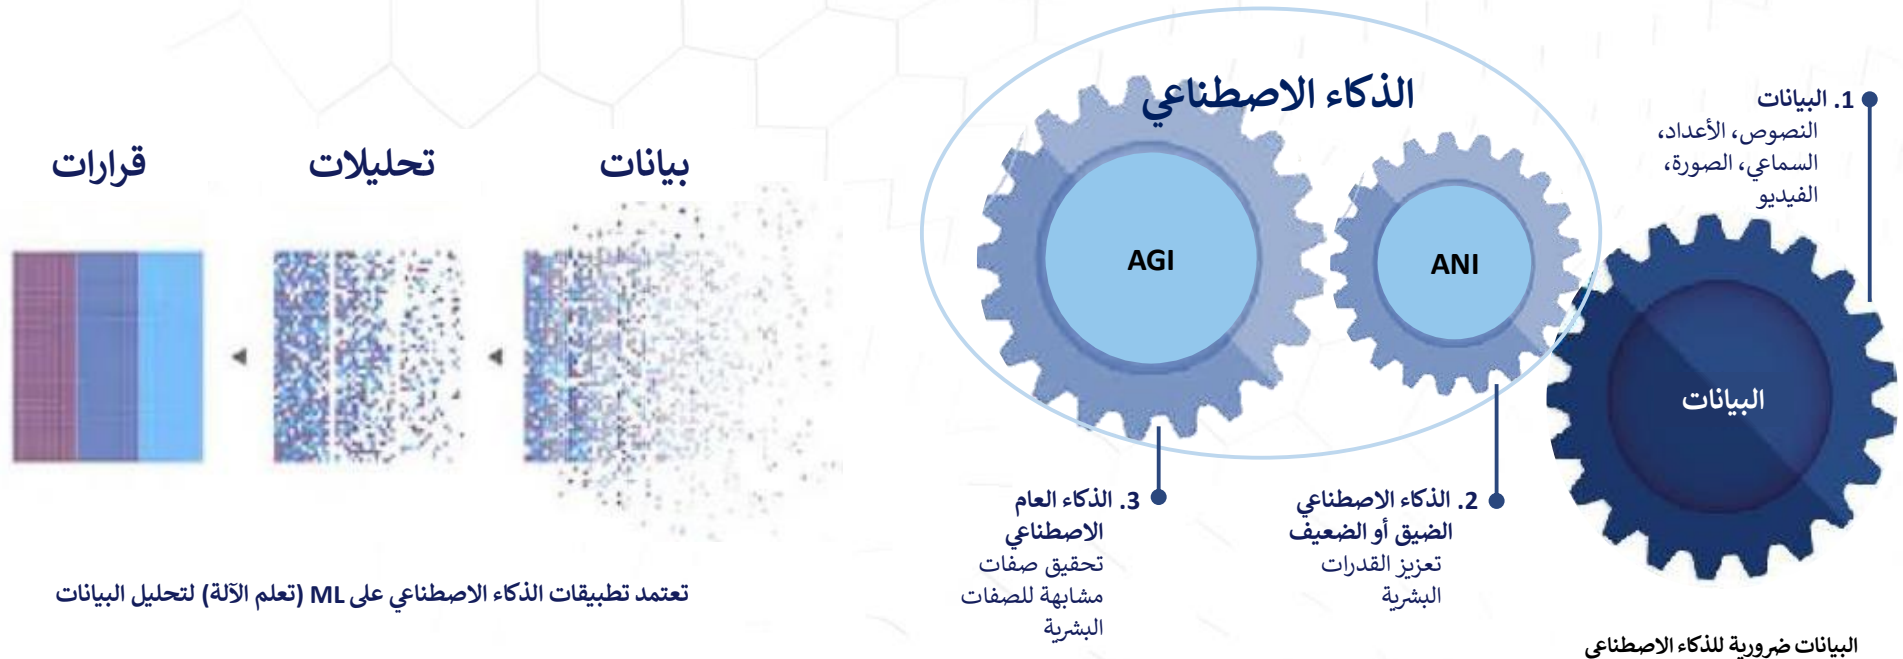 الذكاء الاصطناعي
1. البيانات
النصوص، الأعداد،
السماعي، الصورة،
الفيديو
البيانات
ANI
AGI
2. الذكاء الاصطناعي
الضيق أو الضعيف
تعزيز القدرات
البشرية
3. الذكاء العام
الاصطناعي
تحقيق صفات
مشابهة للصفات
البشرية
البيانات ضرورية للذكاء الاصطناعي
بيانات
تحليلات
قرارات
تعتمد تطبيقات الذكاء الاصطناعي على ML (تعلم الآلة) لتحليل البيانات